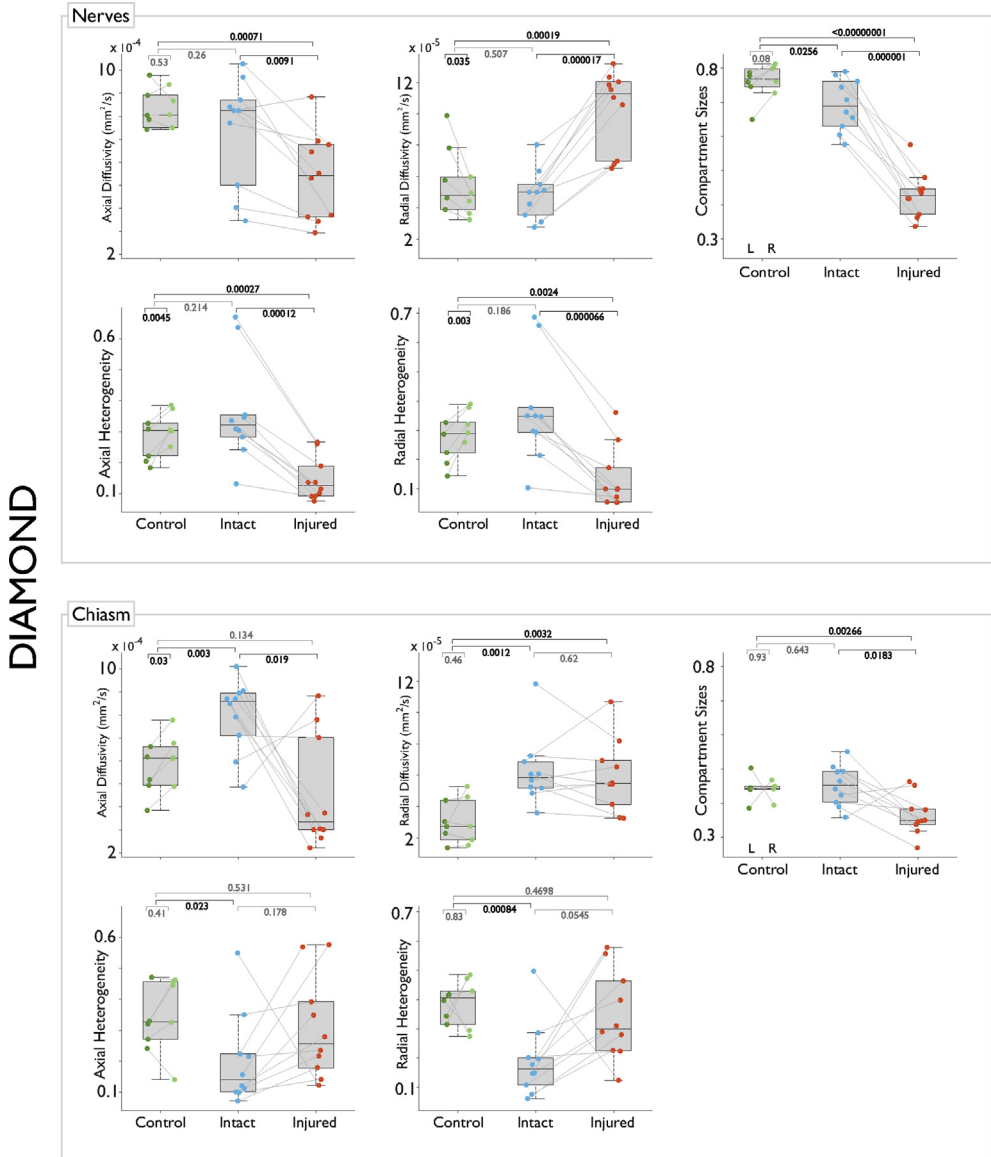 DIAMOND
Nerves
x 10-4
0.00071
0.26
0.53
0.0091
10
2
Axial Diffusivity (mm2/s)
x 10-5
0.00019
0.507
0.035
0.000017
12
2
Radial Diffusivity (mm2/s)
<0.00000001
0.0256
0.08
0.000001
0.8
0.3
Compartment Sizes
L R
Control Intact Injured
0.00027
0.214
0.0045
0.00012
0.6
0.1
Axial Heterogeneity
Control Intact Injured
0.0024
0.186
0.003
0.000066
0.7
0.1
Radial Heterogeneity
Control Intact Injured
Chiasm
x 10-4
0.134
0.003
0.03
0.019
10
2
Axial Diffusivity (mm2/s)
x 10-5
0.0032
0.0012
0.46
0.62
12
2
Radial Diffusivity (mm2/s)
0.00266
0.643
0.93
0.0183
0.8
0.3
Compartment Sizes
L R
Control Intact Injured
0.531
0.023
0.41
0.178
0.6
0.1
Axial Heterogeneity
Control Intact Injured
0.4698
0.00084
0.83
0.0545
0.7
0.1
Radial Heterogeneity
Control Intact Injured